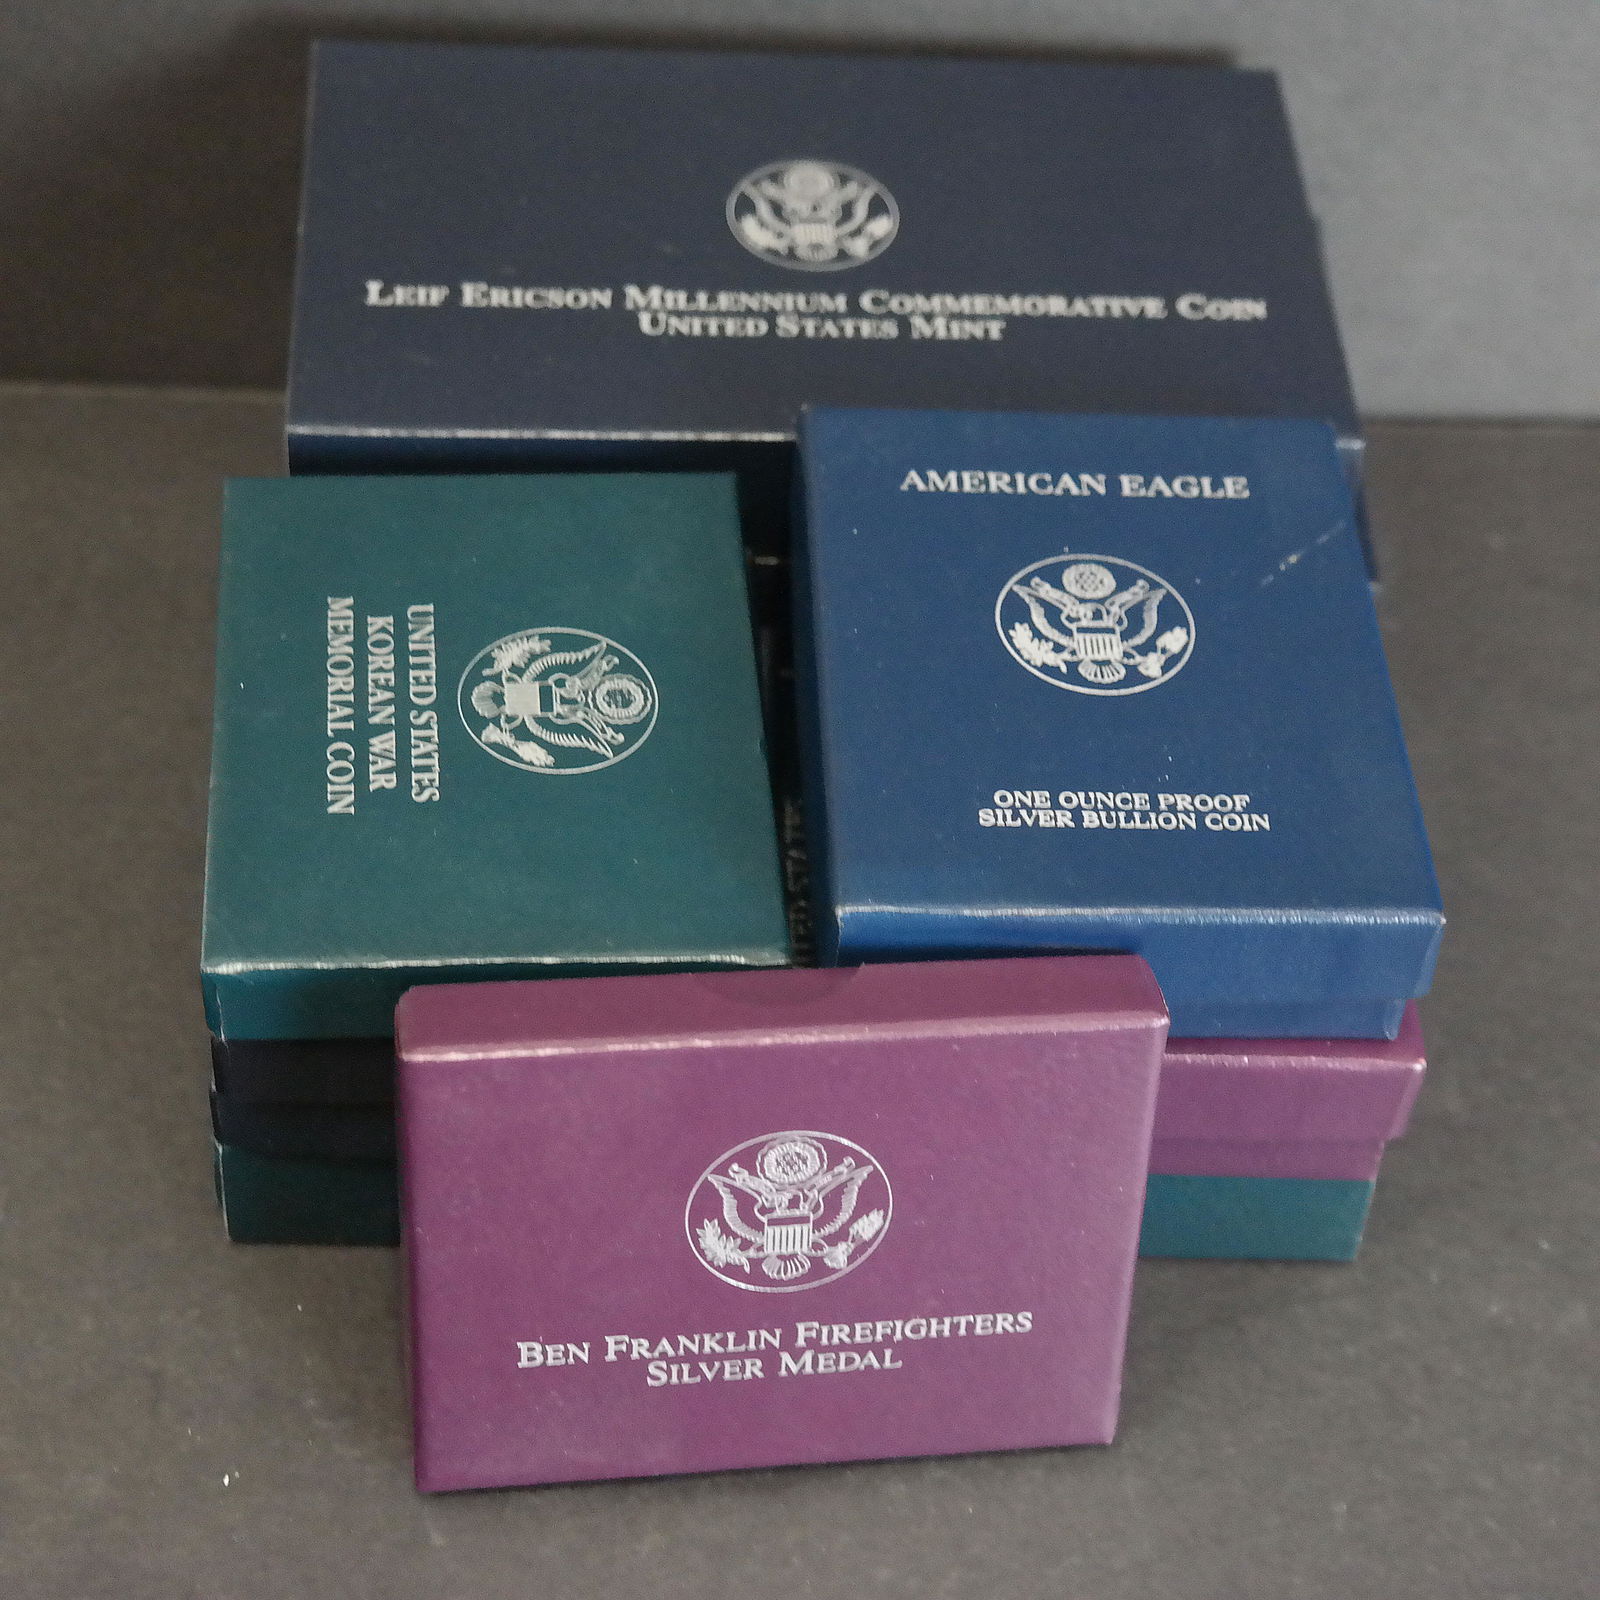 LEIF ERICSON MILLENNIUM COMMEMORATIVE COIN
UNITED STATES MINT
AMERICAN EAGLE
ONE OUNCE PROOF
SILVER BULLION COIN
UNITED STATES
KOREAN WAR
MEMORIAL COIN
BEN FRANKLIN FIREFIGHTERS
SILVER MEDAL